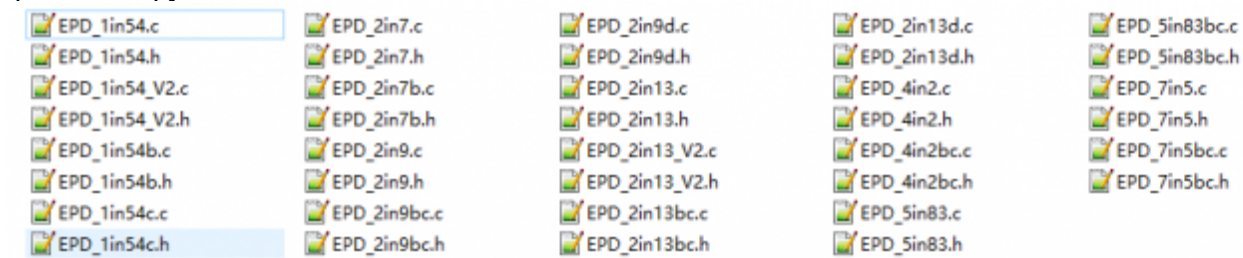 EPD_1in54.c
EPD_1in54.h
EPD_1in54_V2.c
EPD_1in54_V2.h
EPD_1in54b.c
EPD_1in54b.h
EPD_1in54c.c
EPD_1in54c.h
EPD_2in7.c
EPD_2in7.h
EPD_2in7b.c
EPD_2in7b.h
EPD_2in9.c
EPD_2in9.h
EPD_2in9bc.c
EPD_2in9bc.h
EPD_2in9d.c
EPD_2in9d.h
EPD_2in13.c
EPD_2in13.h
EPD_2in13_V2.c
EPD_2in13_V2.h
EPD_2in13bc.c
EPD_2in13bc.h
EPD_2in13d.c
EPD_2in13d.h
EPD_4in2.c
EPD_4in2.h
EPD_4in2bc.c
EPD_4in2bc.h
EPD_5in83.c
EPD_5in83.h
EPD_5in83bc.c
EPD_5in83bc.h
EPD_7in5.c
EPD_7in5.h
EPD_7in5bc.c
EPD_7in5bc.h